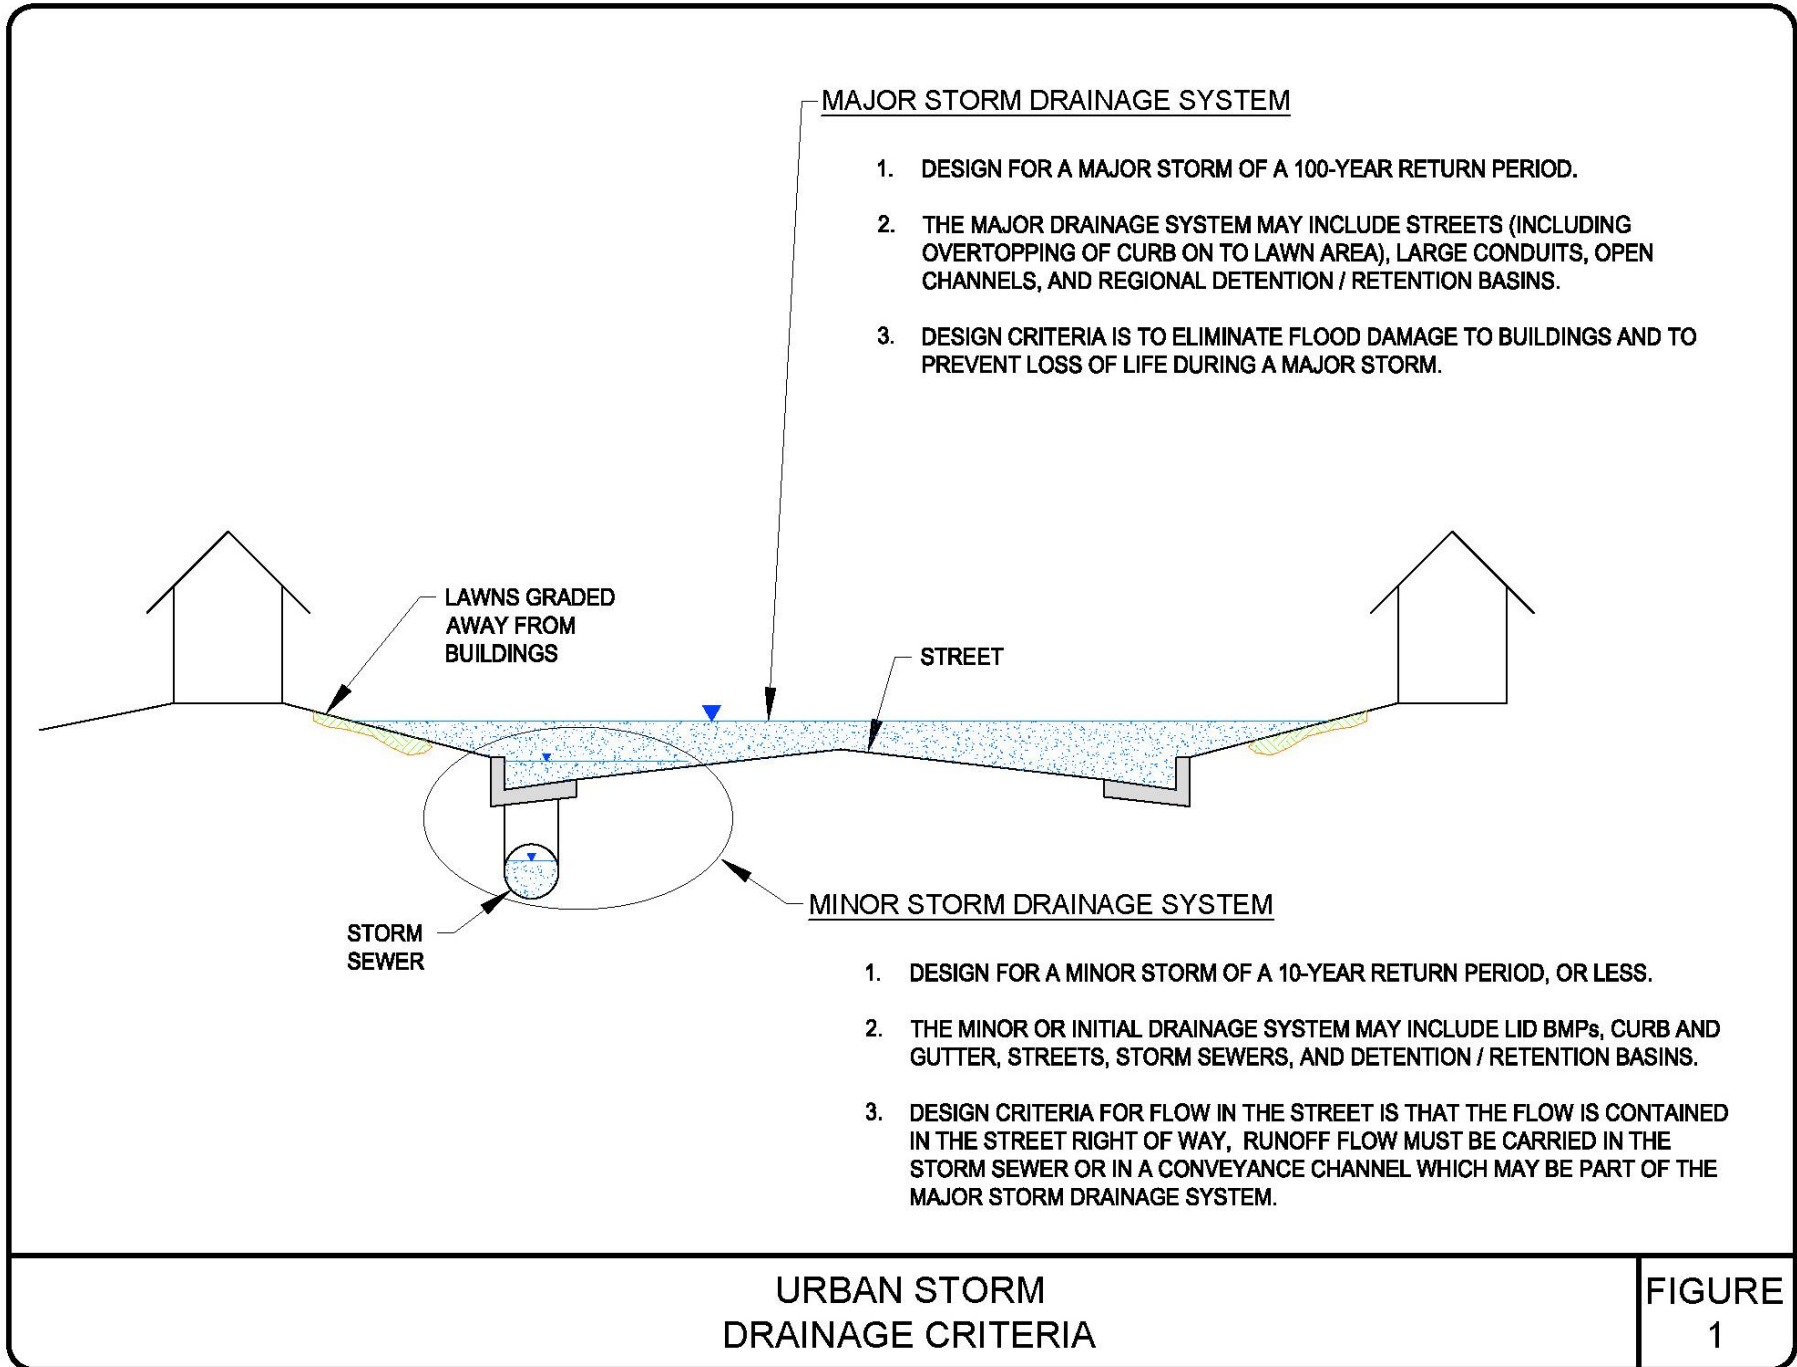 MAJOR STORM DRAINAGE SYSTEM
1. DESIGN FOR A MAJOR STORM OF A 100-YEAR RETURN PERIOD.
2. THE MAJOR DRAINAGE SYSTEM MAY INCLUDE STREETS (INCLUDING
OVERTOPPING OF CURB ON TO LAWN AREA), LARGE CONDUITS, OPEN
CHANNELS, AND REGIONAL DETENTION / RETENTION BASINS.
3. DESIGN CRITERIA IS TO ELIMINATE FLOOD DAMAGE TO BUILDINGS AND TO
PREVENT LOSS OF LIFE DURING A MAJOR STORM.
LAWNS GRADED
AWAY FROM
BUILDINGS
STREET
STORM
SEWER
MINOR STORM DRAINAGE SYSTEM
1. DESIGN FOR A MINOR STORM OF A 10-YEAR RETURN PERIOD, OR LESS.
2. THE MINOR OR INITIAL DRAINAGE SYSTEM MAY INCLUDE LID BMPs, CURB AND
GUTTER, STREETS, STORM SEWERS, AND DETENTION / RETENTION BASINS.
3. DESIGN CRITERIA FOR FLOW IN THE STREET IS THAT THE FLOW IS CONTAINED
IN THE STREET RIGHT OF WAY, RUNOFF FLOW MUST BE CARRIED IN THE
STORM SEWER OR IN A CONVEYANCE CHANNEL WHICH MAY BE PART OF THE
MAJOR STORM DRAINAGE SYSTEM.
URBAN STORM
DRAINAGE CRITERIA
FIGURE
1